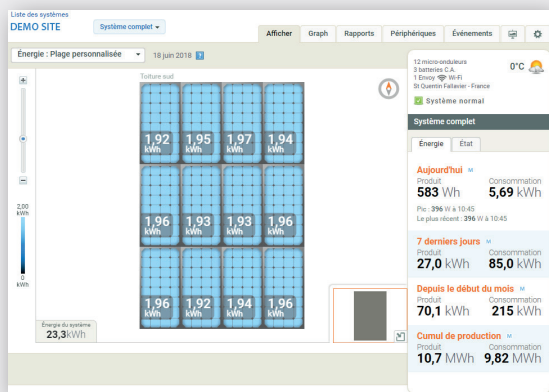 Liste des systèmes
DEMO SITE
Système complet
Afficher Graph Rapports Périphériques Événements
Énergie : Plage personnalisée
18 juin 2018 ?
12 micro-onduleurs
3 batteries C.A.
1 Envoy Wi-Fi
St Quentin Fallavier - France
0°C
Système normal
Système complet
Énergie État
Toiture sud
1,92 kWh 1,95 kWh 1,97 kWh 1,94 kWh
1,96 kWh 1,93 kWh 1,93 kWh 1,96 kWh
1,96 kWh 1,92 kWh 1,94 kWh 1,96 kWh
2,00
kWh
0
kWh
Énergie du système
23,3kWh
Aujourd'hui M
Produit Consommation
583 Wh 5,69 kWh
Pic : 396 W à 10:45
Le plus récent : 396 W à 10:45
7 derniers jours M
Produit Consommation
27,0 kWh 85,0 kWh
Depuis le début du mois M
Produit Consommation
70,1 kWh 215 kWh
Cumul de production M
Produit Consommation
10,7 MWh 9,82 MWh